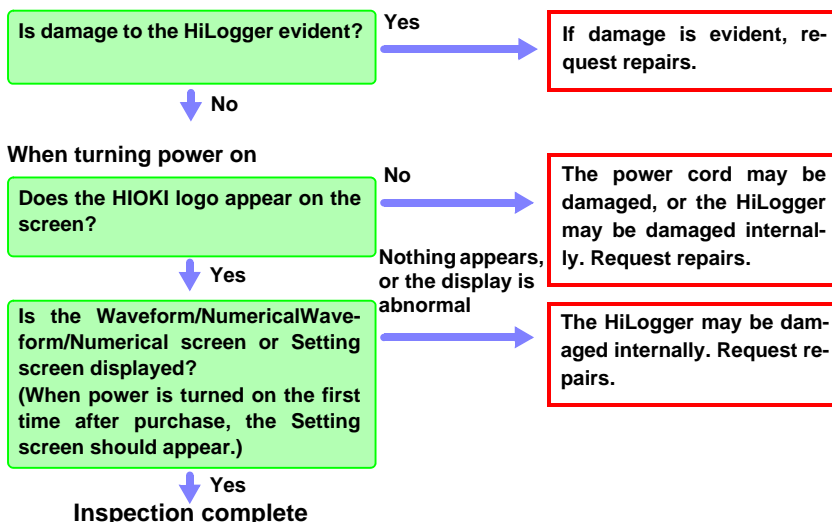 Is damage to the HiLogger evident?
Yes
If damage is evident, re-
quest repairs.
No
When turning power on
Does the HIOKI logo appear on the
screen?
No
The power cord may be
damaged, or the HiLogger
may be damaged internal-
ly. Request repairs.
Yes
Nothing appears,
or the display is
abnormal
Is the Waveform/NumericalWave-
form/Numerical screen or Setting
screen displayed?
(When power is turned on the first
time after purchase, the Setting
screen should appear.)
The HiLogger may be dam-
aged internally. Request re-
pairs.
Yes
Inspection complete